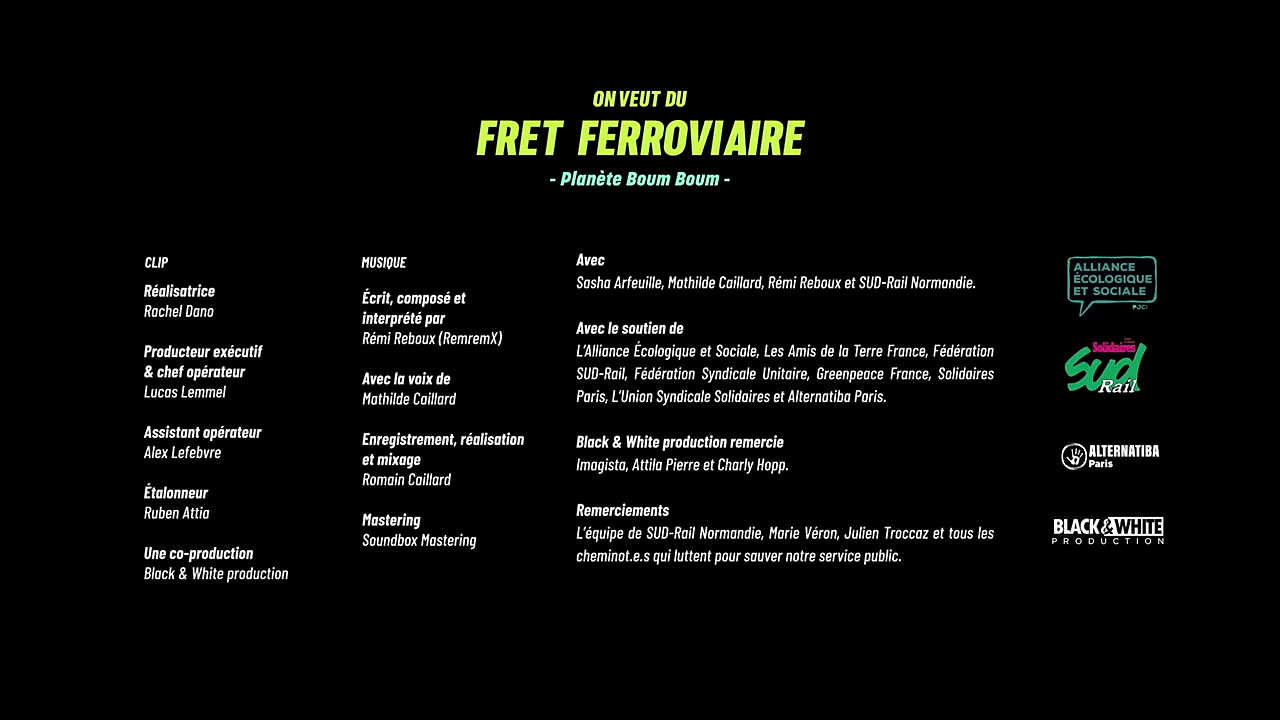 ON VEUT DU
FRET FERROVIAIRE
- Planète Boum Boum -
CLIP
Réalisatrice
Rachel Dano
Producteur exécutif
& chef opérateur
Lucas Lemmel
Assistant opérateur
Alex Lefebvre
Étalonneur
Ruben Attia
Une co-production
Black & White production
MUSIQUE
Écrit, composé et
interprété par
Rémi Reboux (RemremX)
Avec la voix de
Mathilde Caillard
Enregistrement, réalisation
et mixage
Romain Caillard
Mastering
Soundbox Mastering
Avec
Sasha Arfeuille, Mathilde Caillard, Rémi Reboux et SUD-Rail Normandie.
Avec le soutien de
L'Alliance Écologique et Sociale, Les Amis de la Terre France, Fédération
SUD-Rail, Fédération Syndicale Unitaire, Greenpeace France, Solidaires
Paris, L'Union Syndicale Solidaires et Alternatiba Paris.
Black & White production remercie
Imagista, Attila Pierre et Charly Hopp.
Remerciements
L'équipe de SUD-Rail Normandie, Marie Véron, Julien Troccaz et tous les
cheminot.e.s qui luttent pour sauver notre service public.
ALLIANCE
ÉCOLOGIQUE
ET SOCIALE
PJC!
Solidaires
Sud
Rail
ALTERNATIBA
Paris
BLACK&WHITE
PRODUCTION